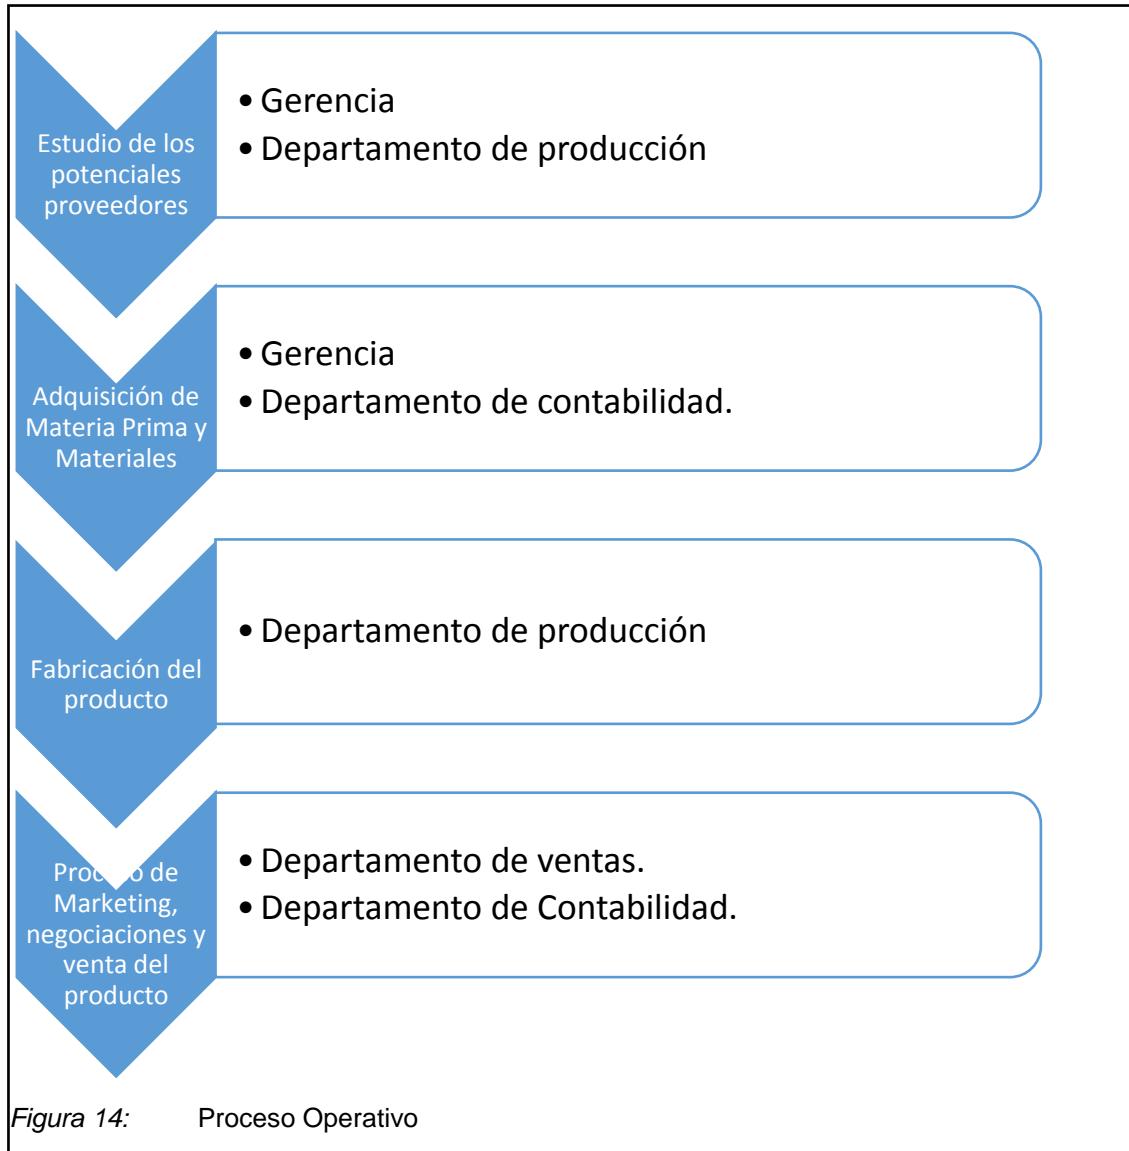 Estudio de los
potenciales
proveedores
• Gerencia
• Departamento de producción
Adquisición de
Materia Prima y
Materiales
• Gerencia
• Departamento de contabilidad.
Fabricación del
producto
• Departamento de producción
Proceso de
Marketing,
negociaciones y
venta del
producto
• Departamento de ventas.
• Departamento de Contabilidad.
Figura 14: Proceso Operativo